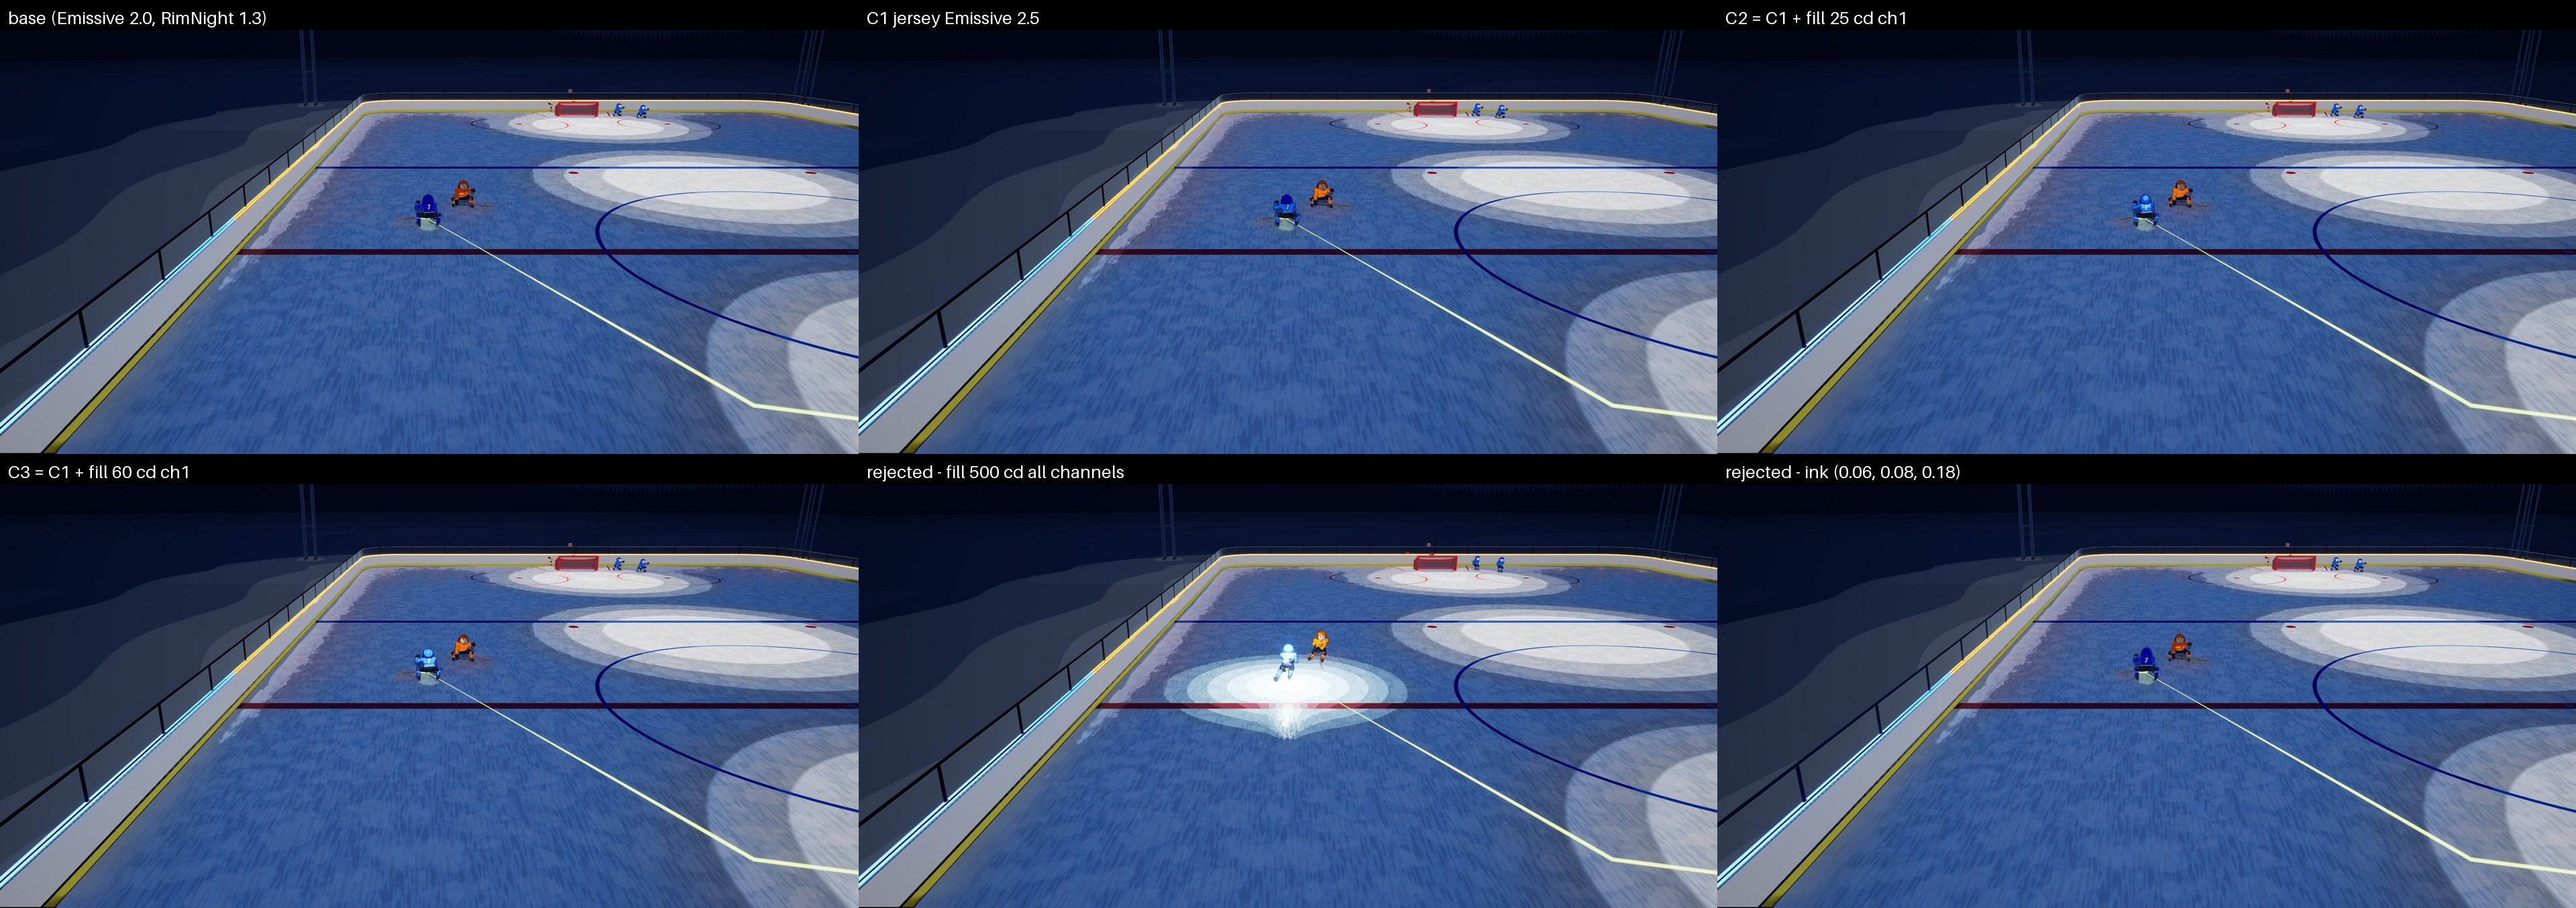 base (Emissive 2.0, RimNight 1.3)
C1 jersey Emissive 2.5
C2 = C1 + fill 25 cd ch1
C3 = C1 + fill 60 cd ch1
rejected - fill 500 cd all channels
rejected - ink (0.06, 0.08, 0.18)